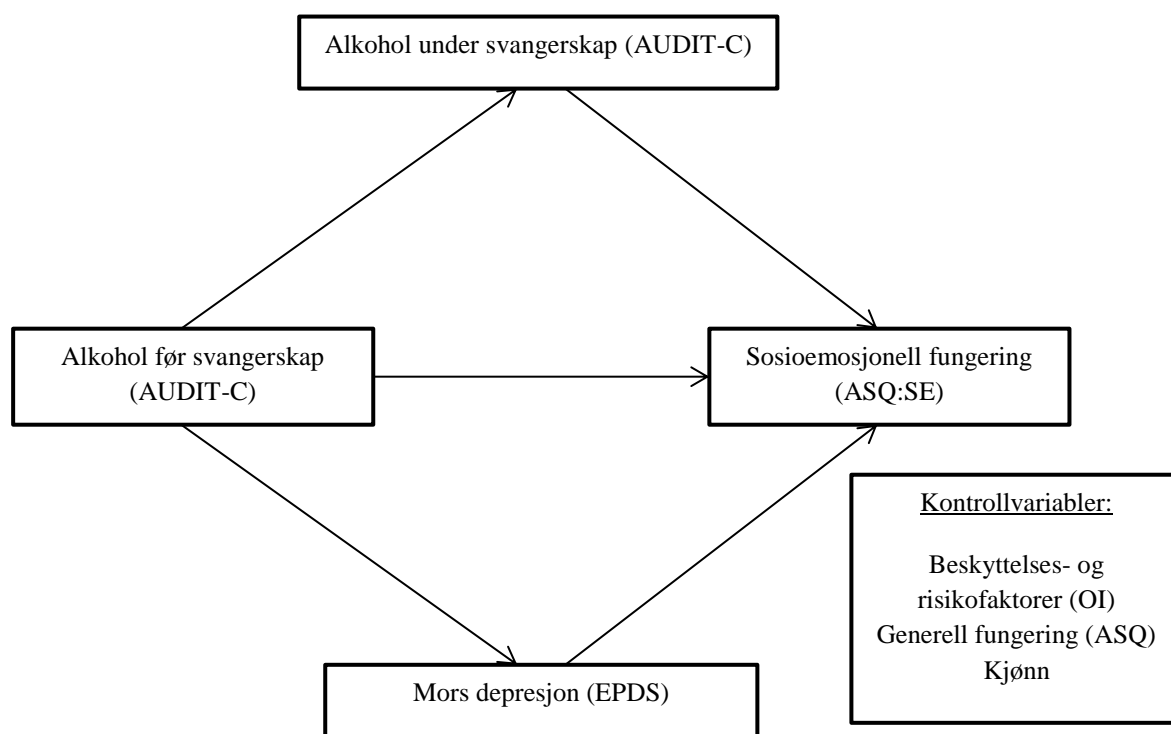 Alkohol under svangerskap (AUDIT-C)
Alkohol før svangerskap
(AUDIT-C)
Sosioemosjonell fungering
(ASQ:SE)
Kontrollvariabler:
Beskyttelses- og
risikofaktorer (OI)
Generell fungering (ASQ)
Kjønn
Mors depresjon (EPDS)